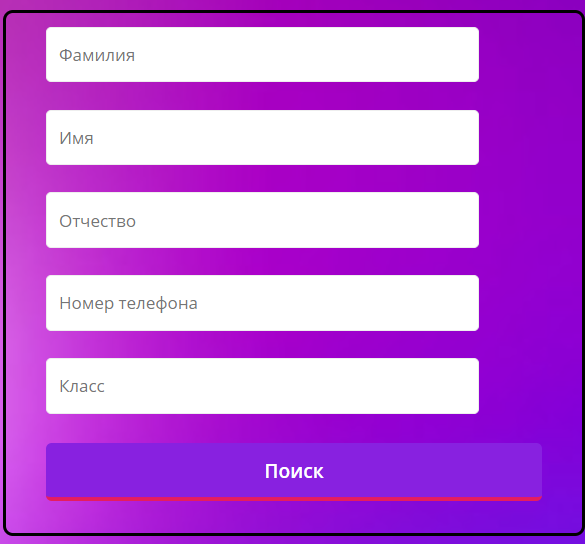 Фамилия
Имя
Отчество
Номер телефона
Класс
Поиск